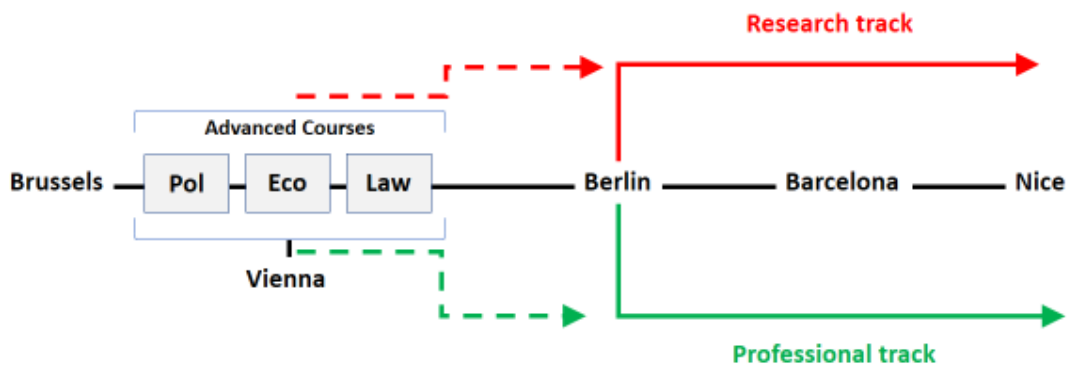 Research track
Advanced Courses
Brussels Pol Eco Law Berlin Barcelona Nice
Vienna
Professional track